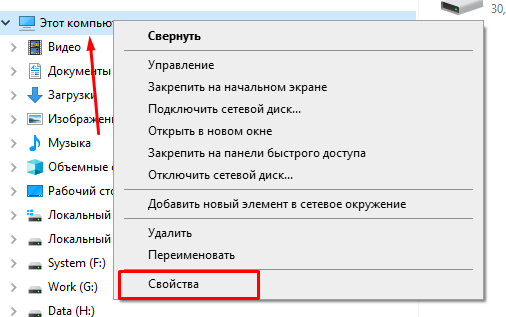 Этот компью
Видео
Документы
Загрузки
Изображен
Музыка
Объемные
Рабочий сто
Локальный
Локальный
System (F:)
Work (G:)
Data (H:)
Свернуть
Управление
Закрепить на начальном экране
Подключить сетевой диск...
Открыть в новом окне
Закрепить на панели быстрого доступа
Отключить сетевой диск...
Добавить новый элемент в сетевое окружение
Удалить
Переименовать
Свойства
30,